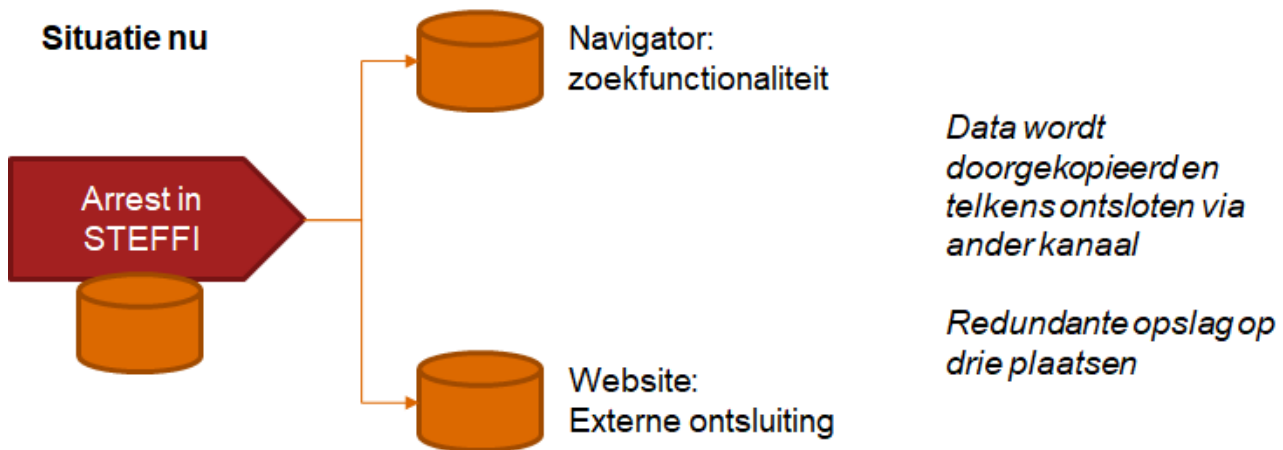 Situatie nu
Arrest in
STEFFI
Navigator:
zoekfunctionaliteit
Website:
Externe ontsluiting
Data wordt
doorgekopieerd en
telkens ontsloten via
ander kanaal
Redundante opslag op
drie plaatsen